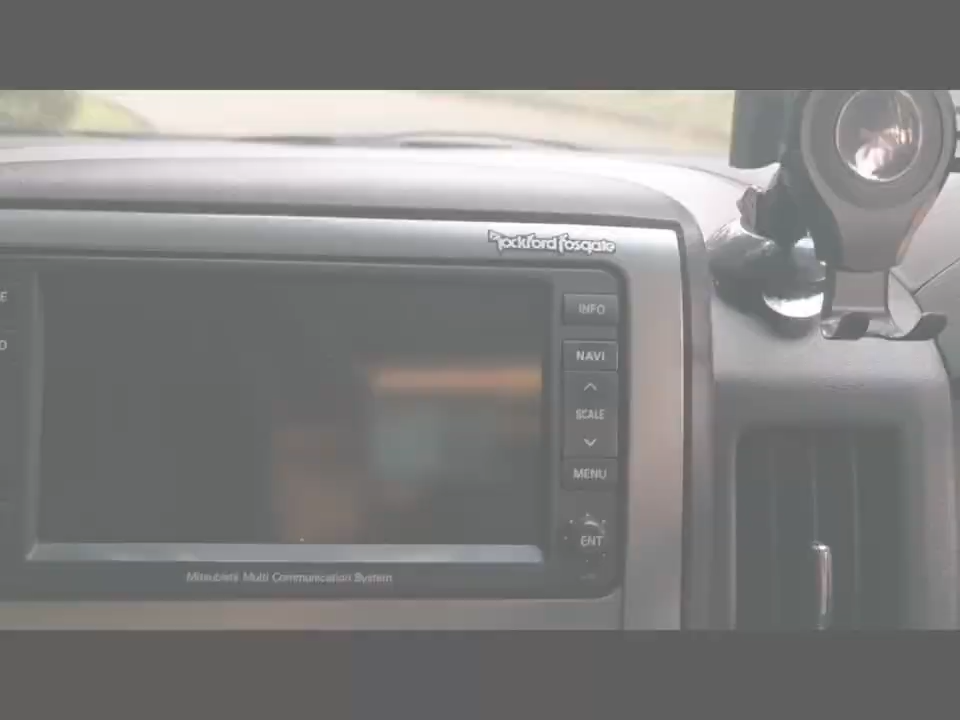 Rockford Fosgate
E
INFO
D
NAVI
SCALE
MENU
ENT
Mitsubishi Multi Communication System